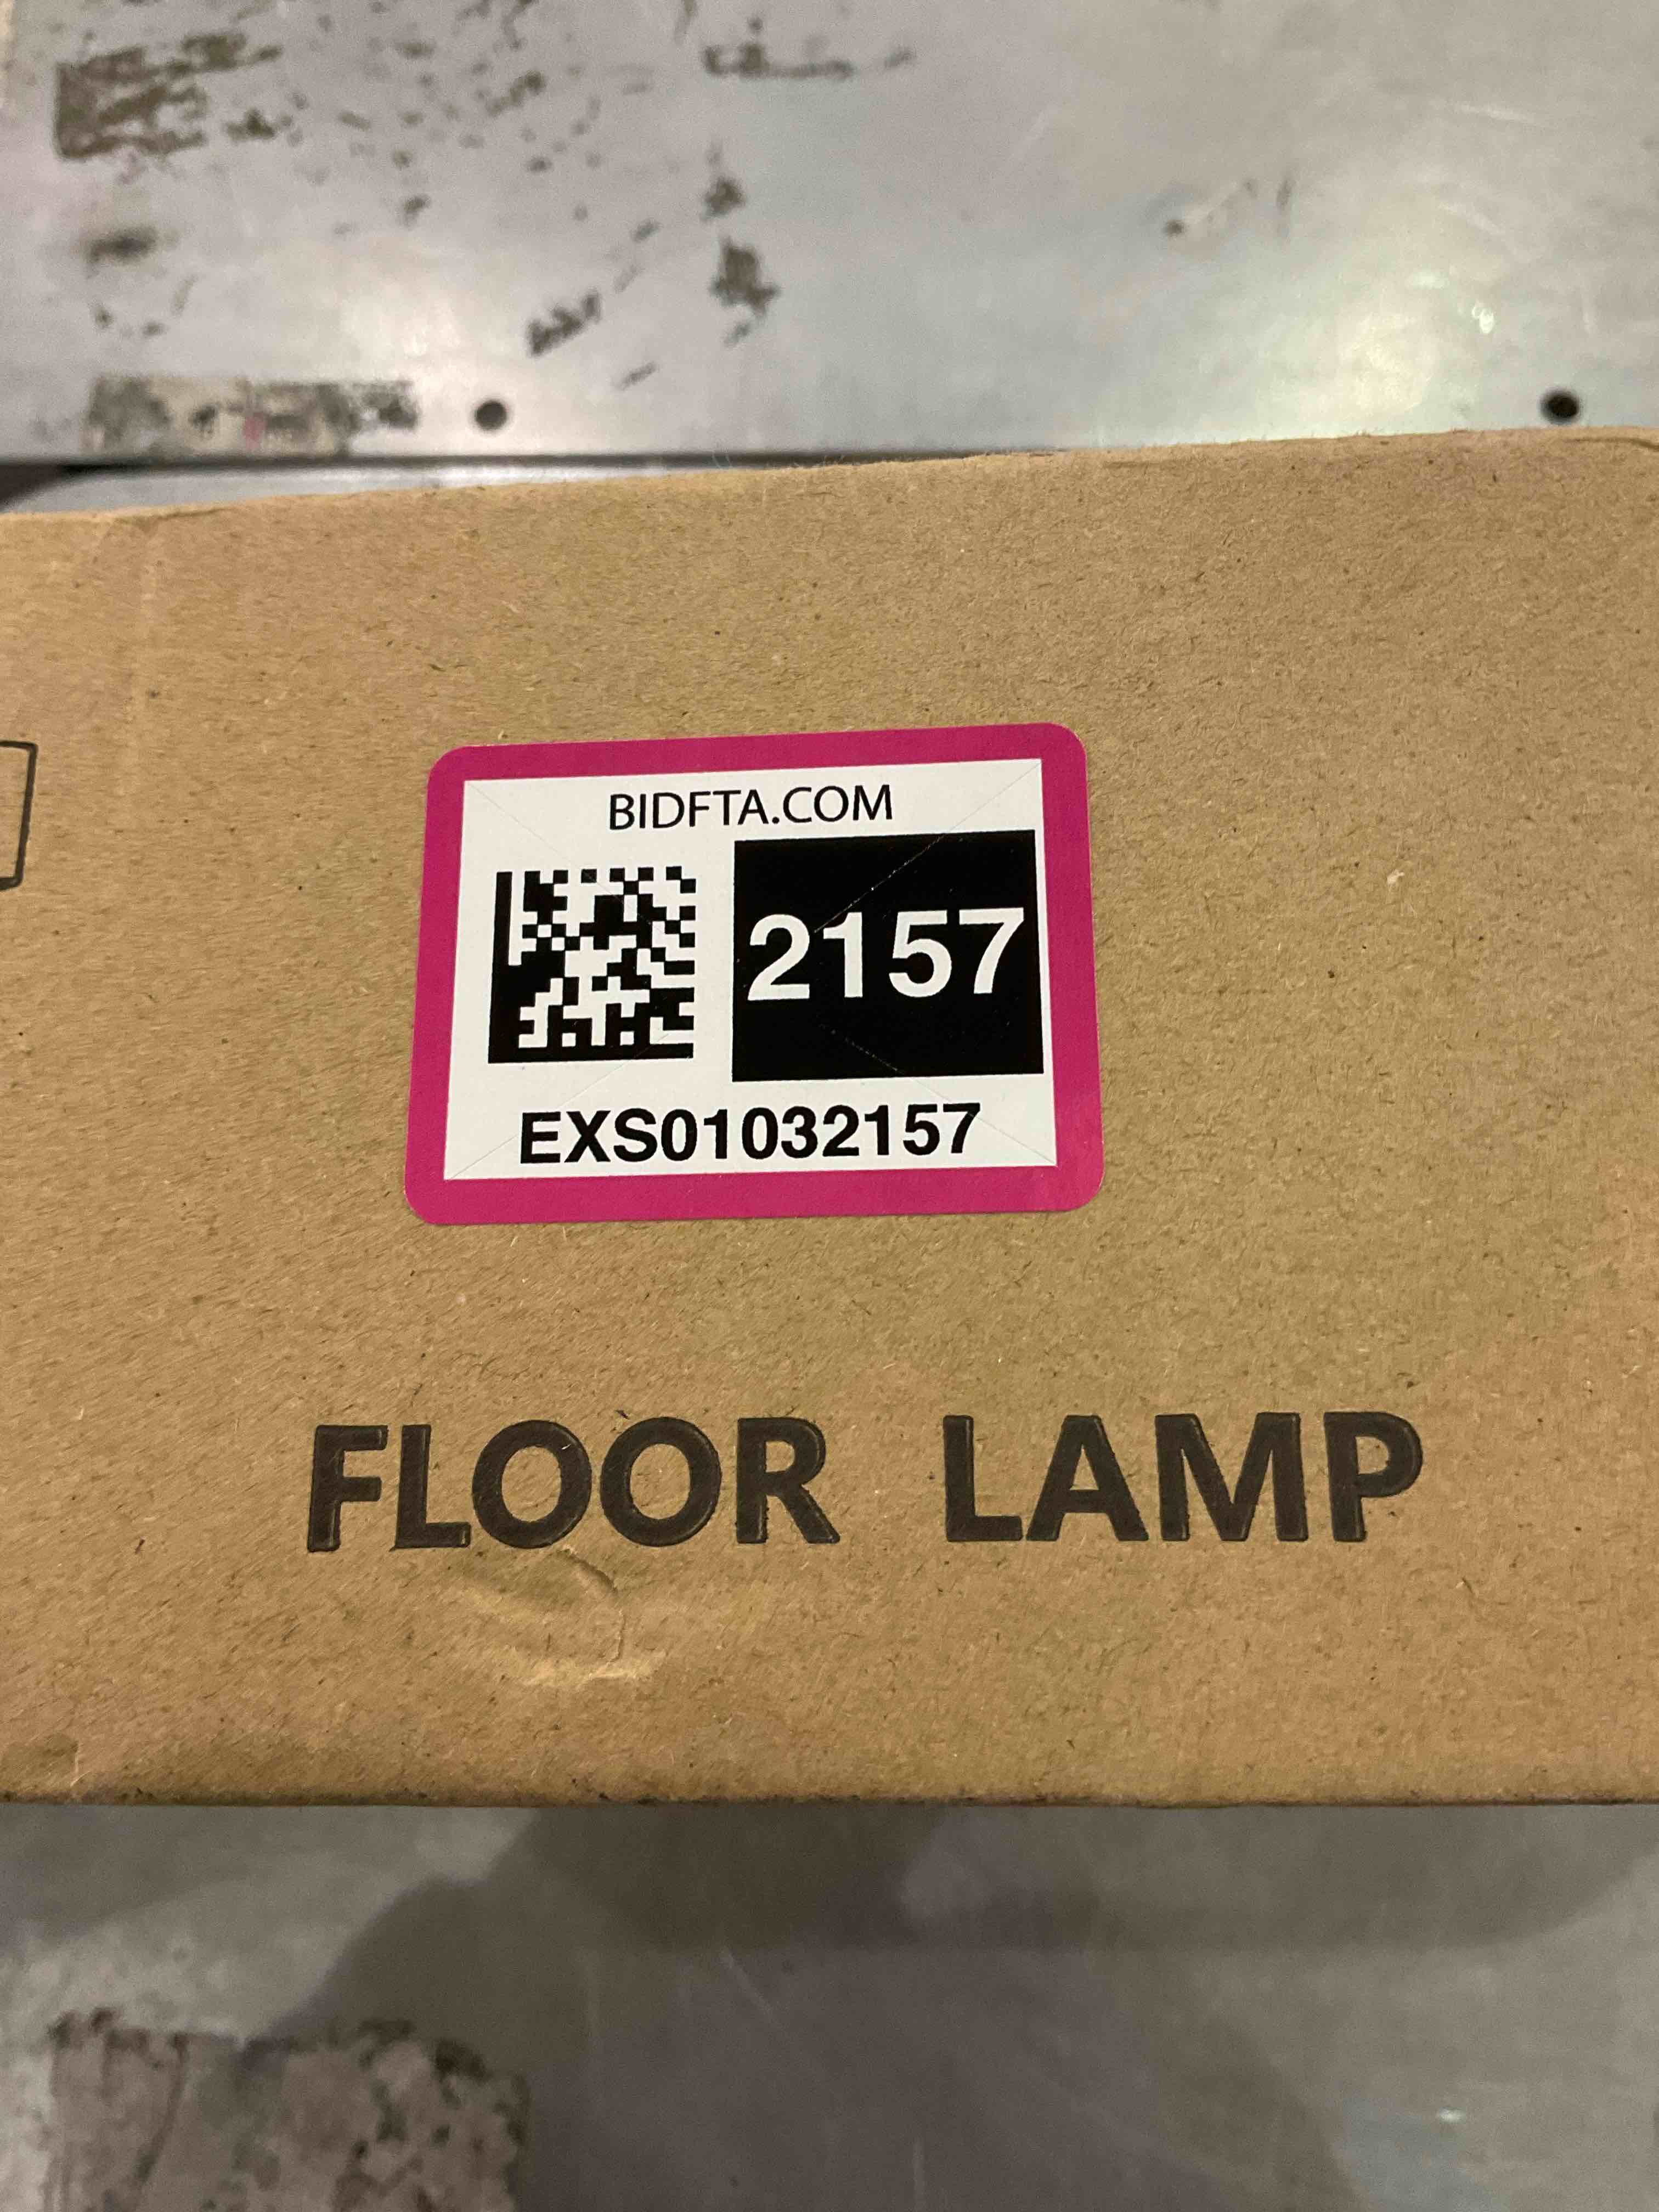 BIDFTA.COM
2157
EXS01032157
FLOOR LAMP